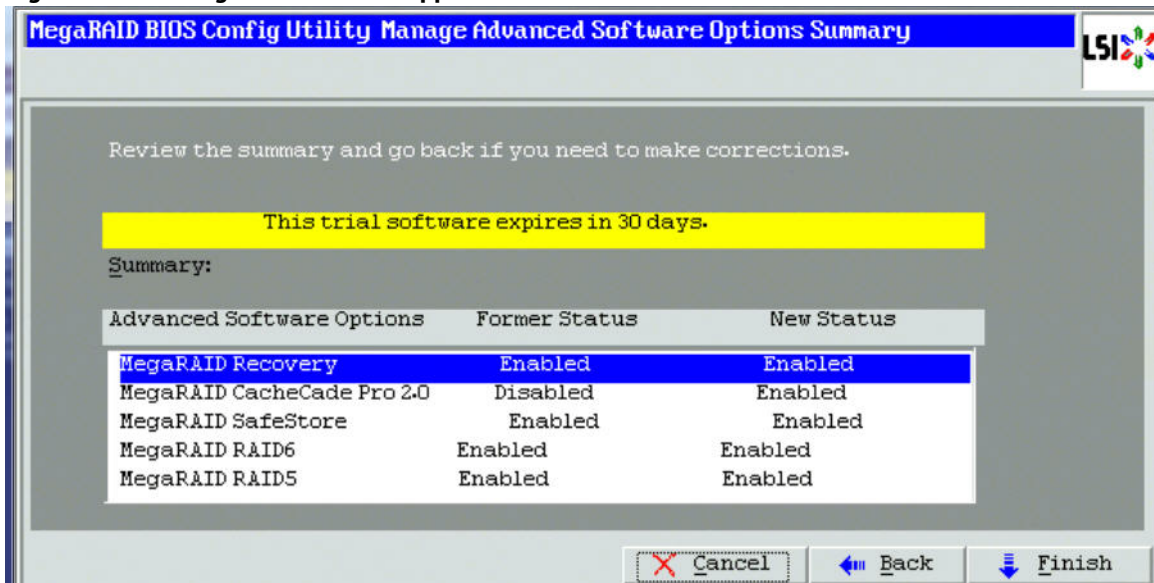 MegaRAID BIOS Config Utility Manage Advanced Software Options Summary
LSI
Review the summary and go back if you need to make corrections.
This trial software expires in 30 days.
Summary:
Advanced Software Options Former Status New Status
MegaRAID Recovery Enabled Enabled
MegaRAID CacheCade Pro 2.0 Disabled Enabled
MegaRAID SafeStore Enabled Enabled
MegaRAID RAID6 Enabled Enabled
MegaRAID RAID5 Enabled Enabled
Cancel Back Finish